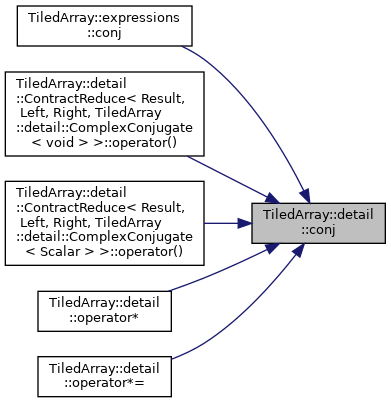 TiledArray::expressions
::conj
TiledArray::detail
::ContractReduce< Result,
Left, Right, TiledArray
::detail::ComplexConjugate
< void > >::operator()
TiledArray::detail
::conj
TiledArray::detail
::ContractReduce< Result,
Left, Right, TiledArray
::detail::ComplexConjugate
< Scalar > >::operator()
TiledArray::detail
::operator*
TiledArray::detail
::operator*=